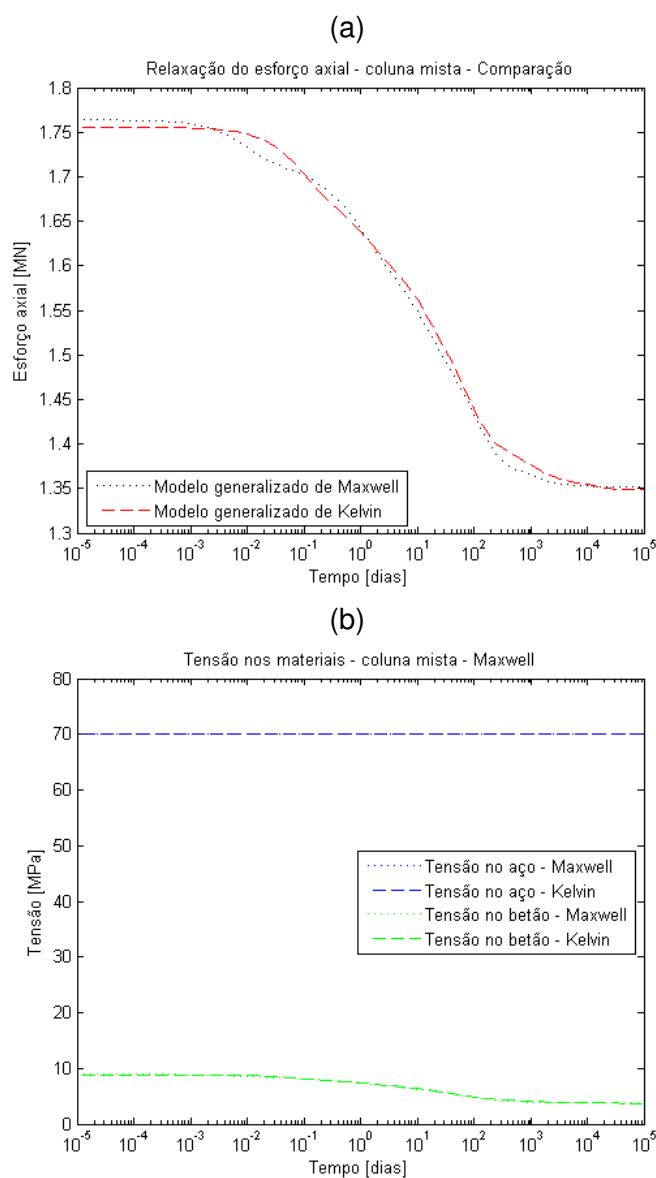 (a)
Relaxação do esforço axial - coluna mista - Comparação
1.8
1.75
1.7
1.65
1.6
1.55
1.5
1.45
1.4
1.35
1.3
Esforço axial [MN]
Modelo generalizado de Maxwell
Modelo generalizado de Kelvin
10^-5 10^-4 10^-3 10^-2 10^-1 10^0 10^1 10^2 10^3 10^4 10^5
Tempo [dias]
(b)
Tensão nos materiais - coluna mista - Maxwell
80
70
60
50
40
30
20
10
0
Tensão [MPa]
Tensão no aço - Maxwell
Tensão no aço - Kelvin
Tensão no betão - Maxwell
Tensão no betão - Kelvin
10^-5 10^-4 10^-3 10^-2 10^-1 10^0 10^1 10^2 10^3 10^4 10^5
Tempo [dias]